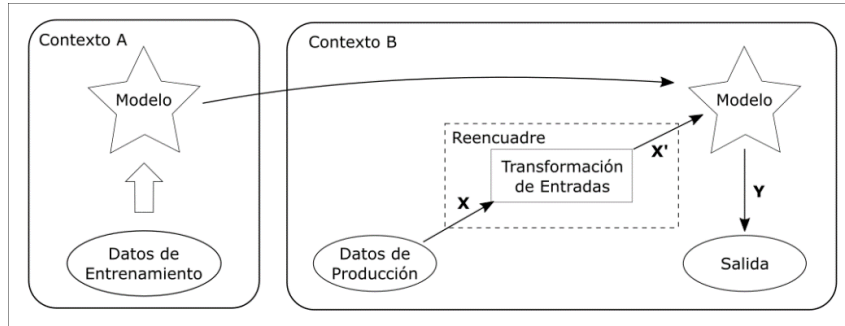 Contexto A
Modelo
Datos de
Entrenamiento
Contexto B
Modelo
Reencuadre
Transformación
de Entradas
X'
X
Y
Datos de
Producción
Salida